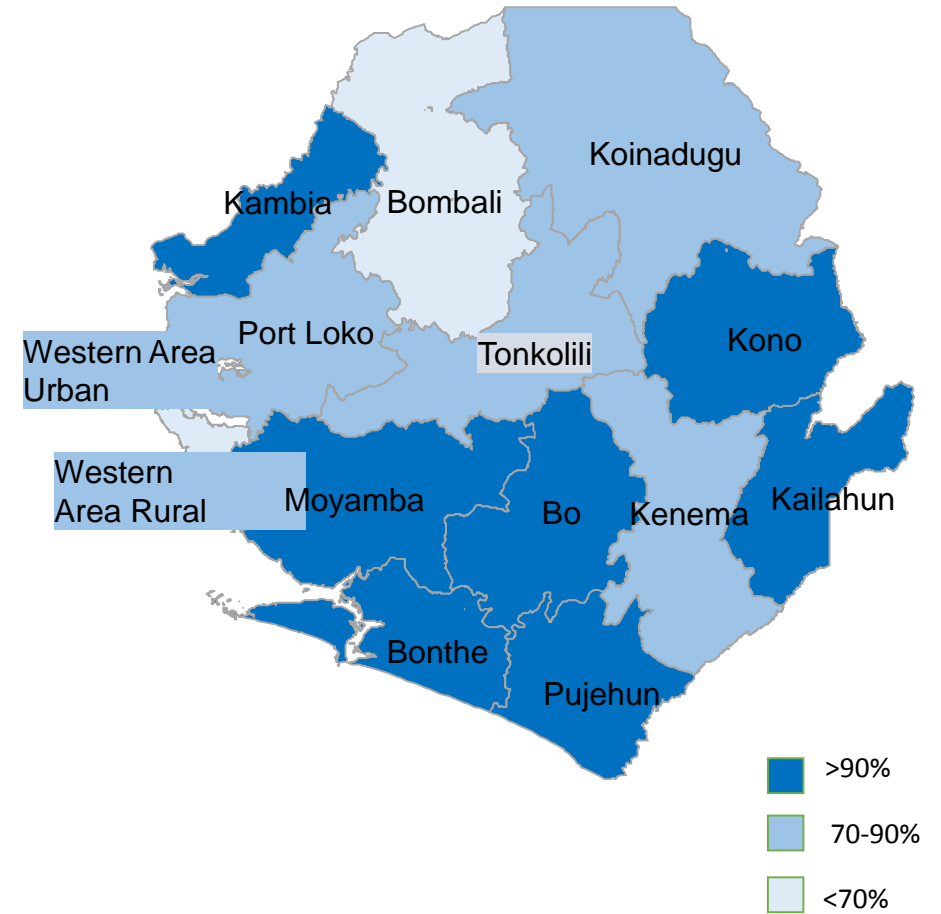 Koinadugu
Kambia
Bombali
Port Loko
Kono
Western Area
Urban
Tonkolili
Western
Area Rural
Moyamba
Bo
Kenema
Kailahun
Bonthe
Pujehun
>90%
70-90%
<70%